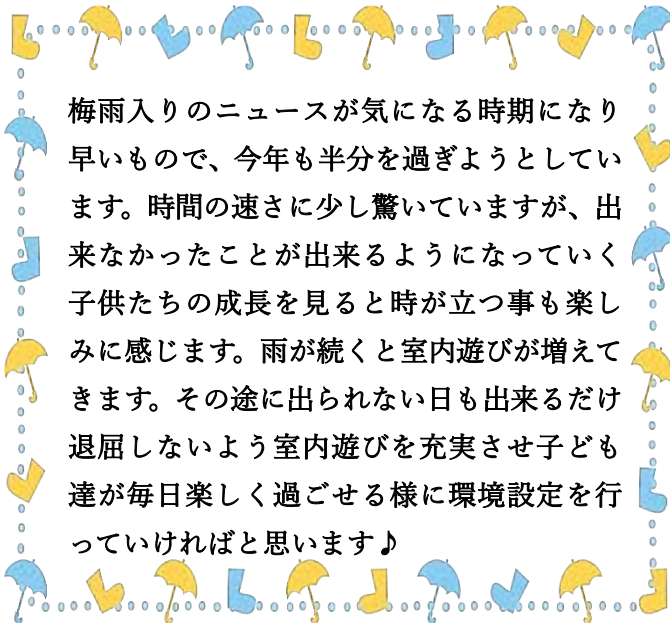 梅雨入りのニュースが気になる時期になり
早いもので、今年も半分を過ぎようとしてい
ます。時間の速さに少し驚いていますが、出
来なかったことが出来るようになっていく
子供たちの成長を見ると時が立つ事も楽し
みに感じます。雨が続くと室内遊びが増えて
きます。その途に出られない日も出来るだけ
退屈しないよう室内遊びを充実させ子ども
達が毎日楽しく過ごせる様に環境設定を行
っていければと思います♪